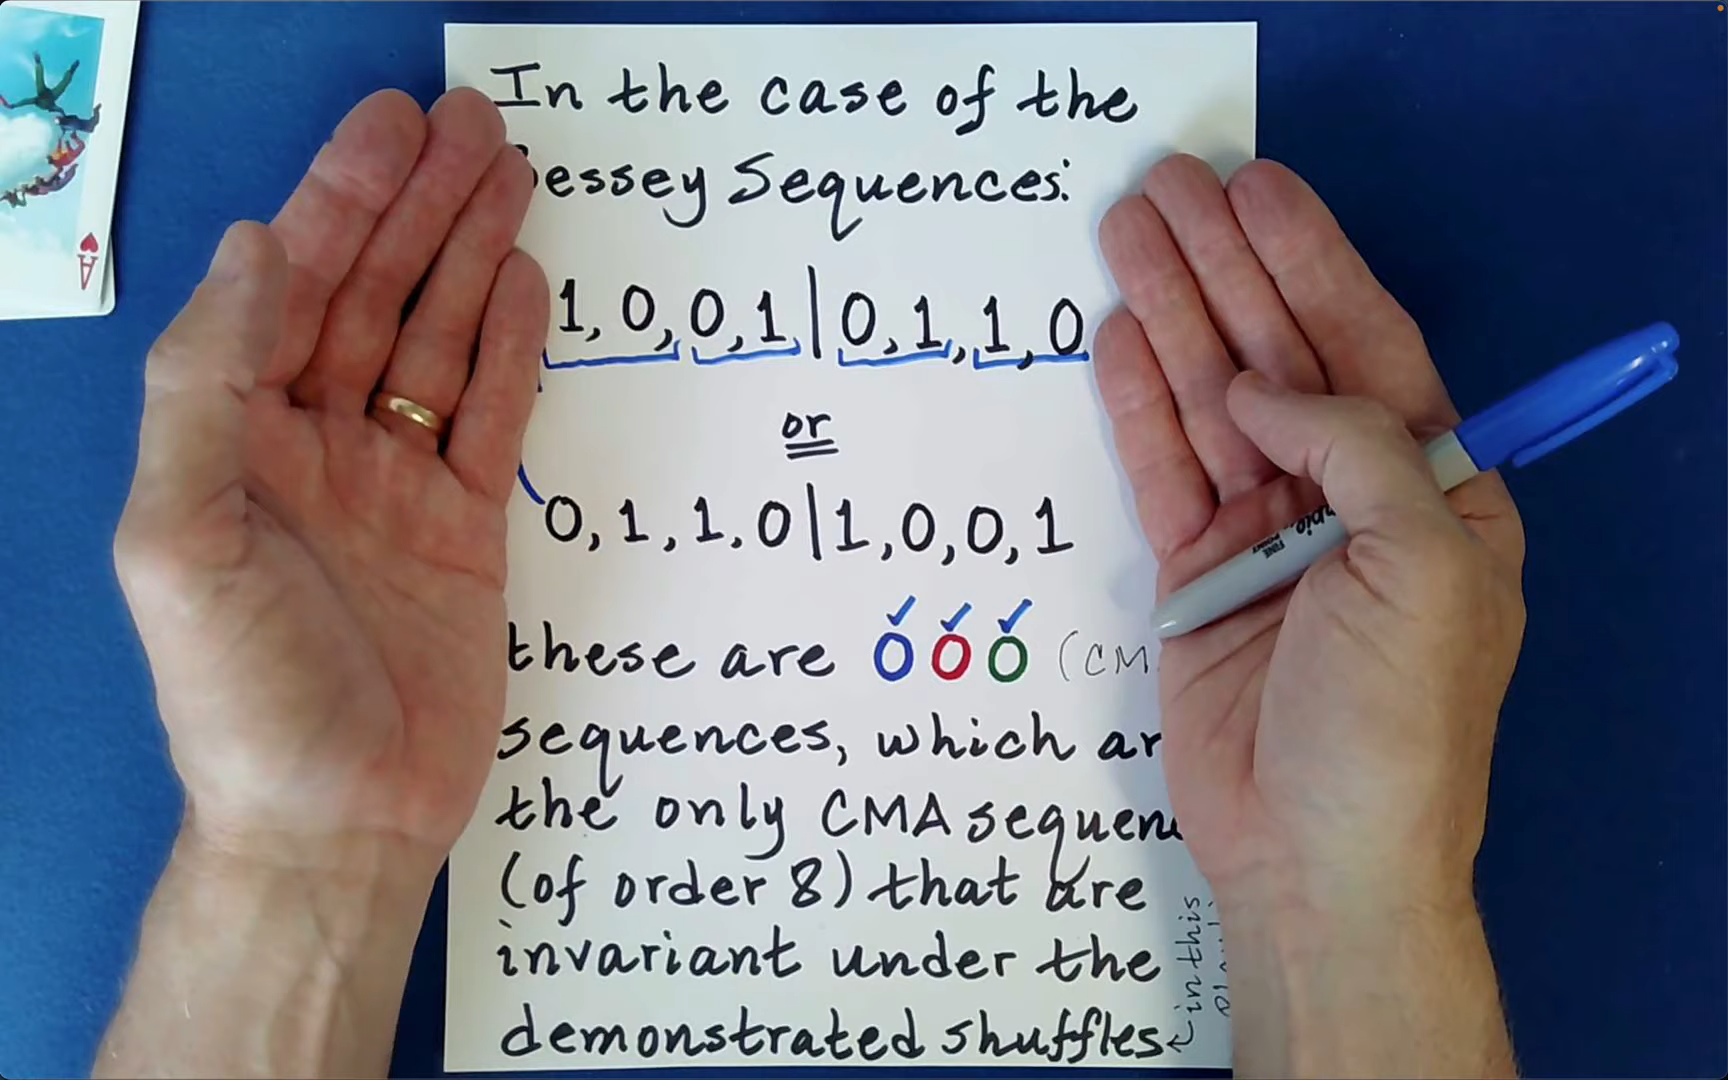 In the case of the
essey Sequences:
1, 0, 0, 1 | 0, 1, 1, 0
or
0, 1, 1, 0 | 1, 0, 0, 1
these are O O O (CM
sequences, which ar
the only CMA sequen
(of order 8) that are
invariant under the
demonstrated shuffles
← in this
A
FINE
POINT